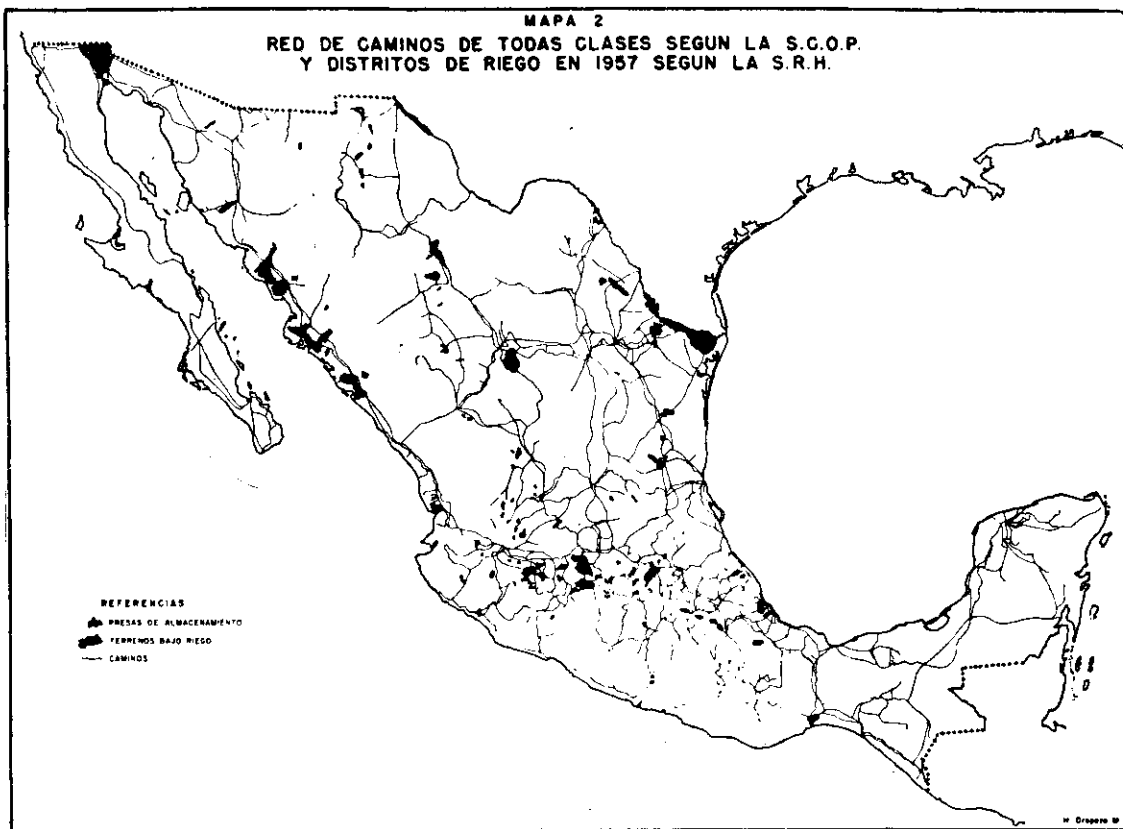 MAPA 2
RED DE CAMINOS DE TODAS CLASES SEGUN LA S.C.O.P.
Y DISTRITOS DE RIEGO EN 1957 SEGUN LA S.R.H.
REFERENCIAS
PRESAS DE ALMACENAMIENTO
TERRENOS BAJO RIEGO
CAMINOS